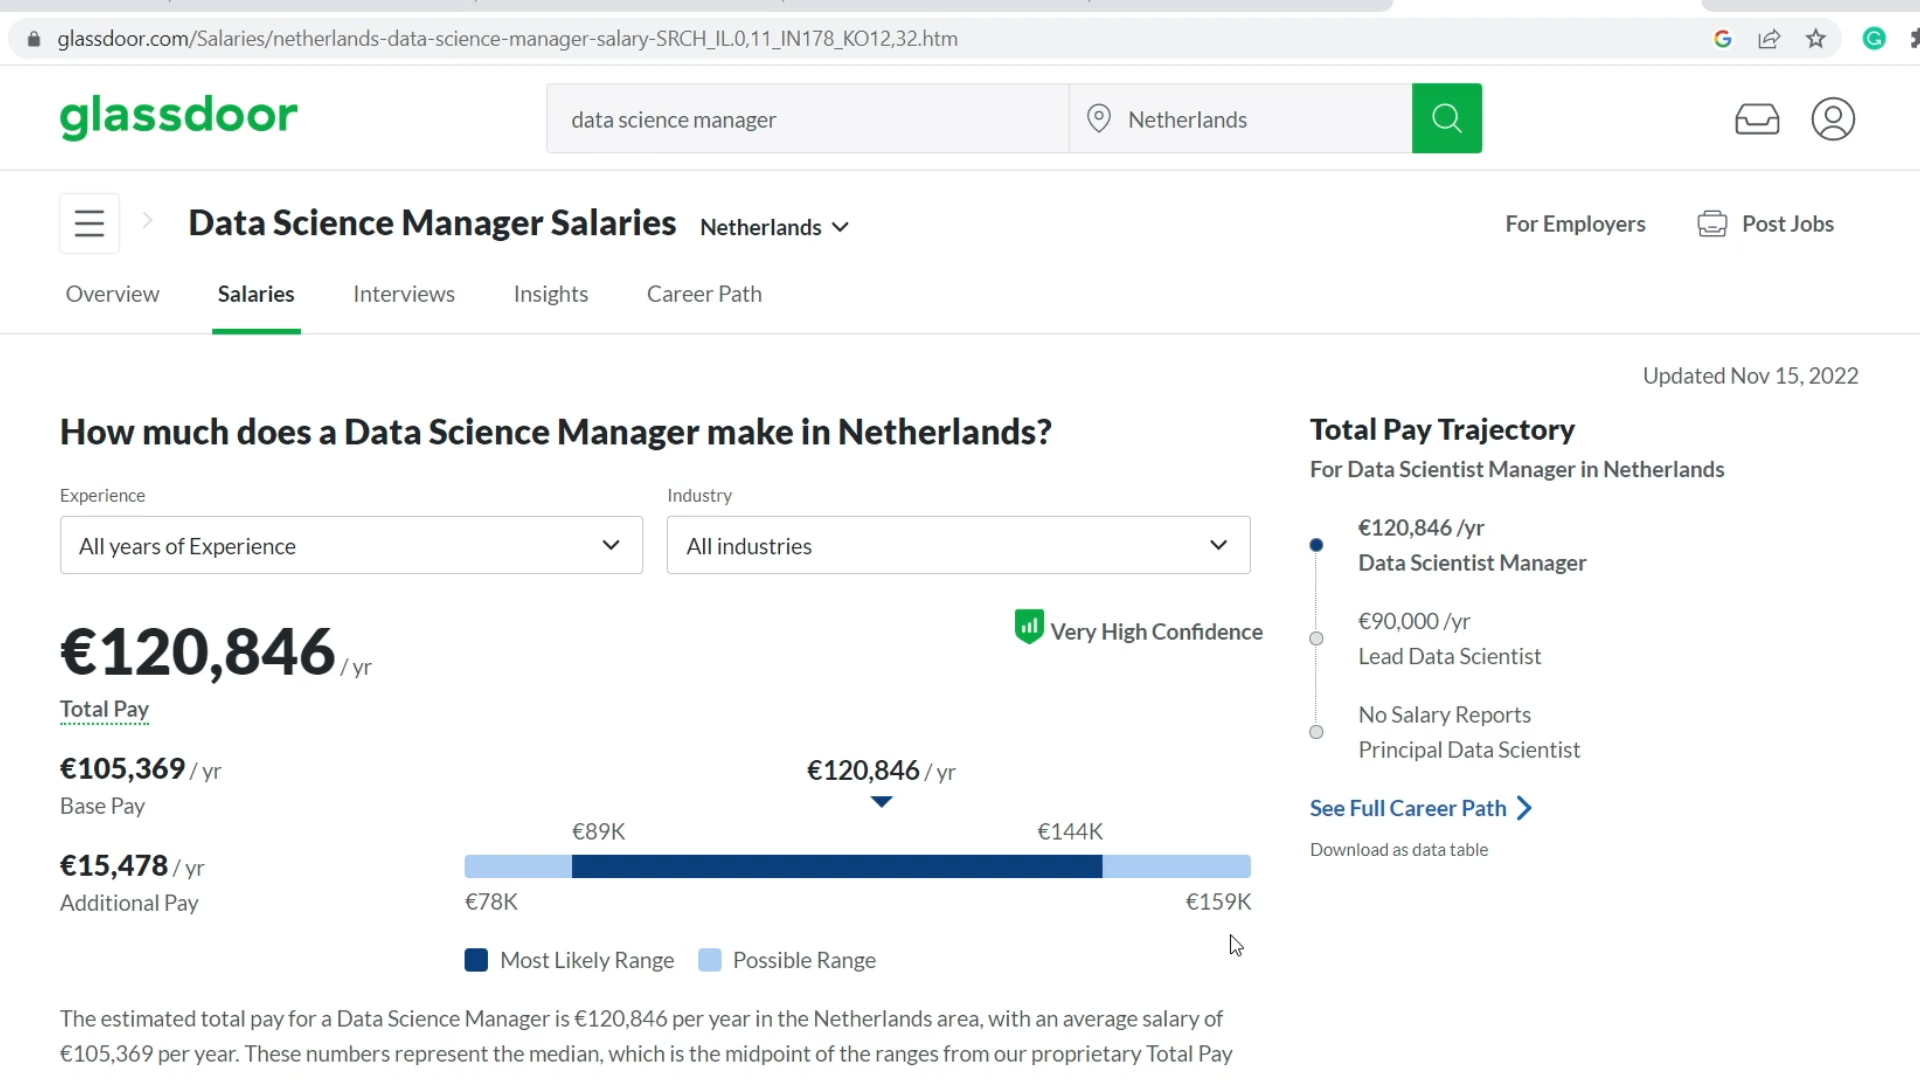 glassdoor.com/Salaries/netherlands-data-science-manager-salary-SRCH_IL.0,11_IN178_KO12,32.htm
glassdoor
data science manager
Netherlands
Data Science Manager Salaries
Netherlands
For Employers
Post Jobs
Overview
Salaries
Interviews
Insights
Career Path
Updated Nov 15, 2022
How much does a Data Science Manager make in Netherlands?
Experience
Industry
All years of Experience
All industries
€120,846 / yr
Very High Confidence
Total Pay
€105,369 / yr
Base Pay
€15,478 / yr
Additional Pay
€120,846 / yr
€89K
€144K
€78K
€159K
Most Likely Range
Possible Range
The estimated total pay for a Data Science Manager is €120,846 per year in the Netherlands area, with an average salary of
€105,369 per year. These numbers represent the median, which is the midpoint of the ranges from our proprietary Total Pay
Total Pay Trajectory
For Data Scientist Manager in Netherlands
€120,846 /yr
Data Scientist Manager
€90,000 /yr
Lead Data Scientist
No Salary Reports
Principal Data Scientist
See Full Career Path
Download as data table